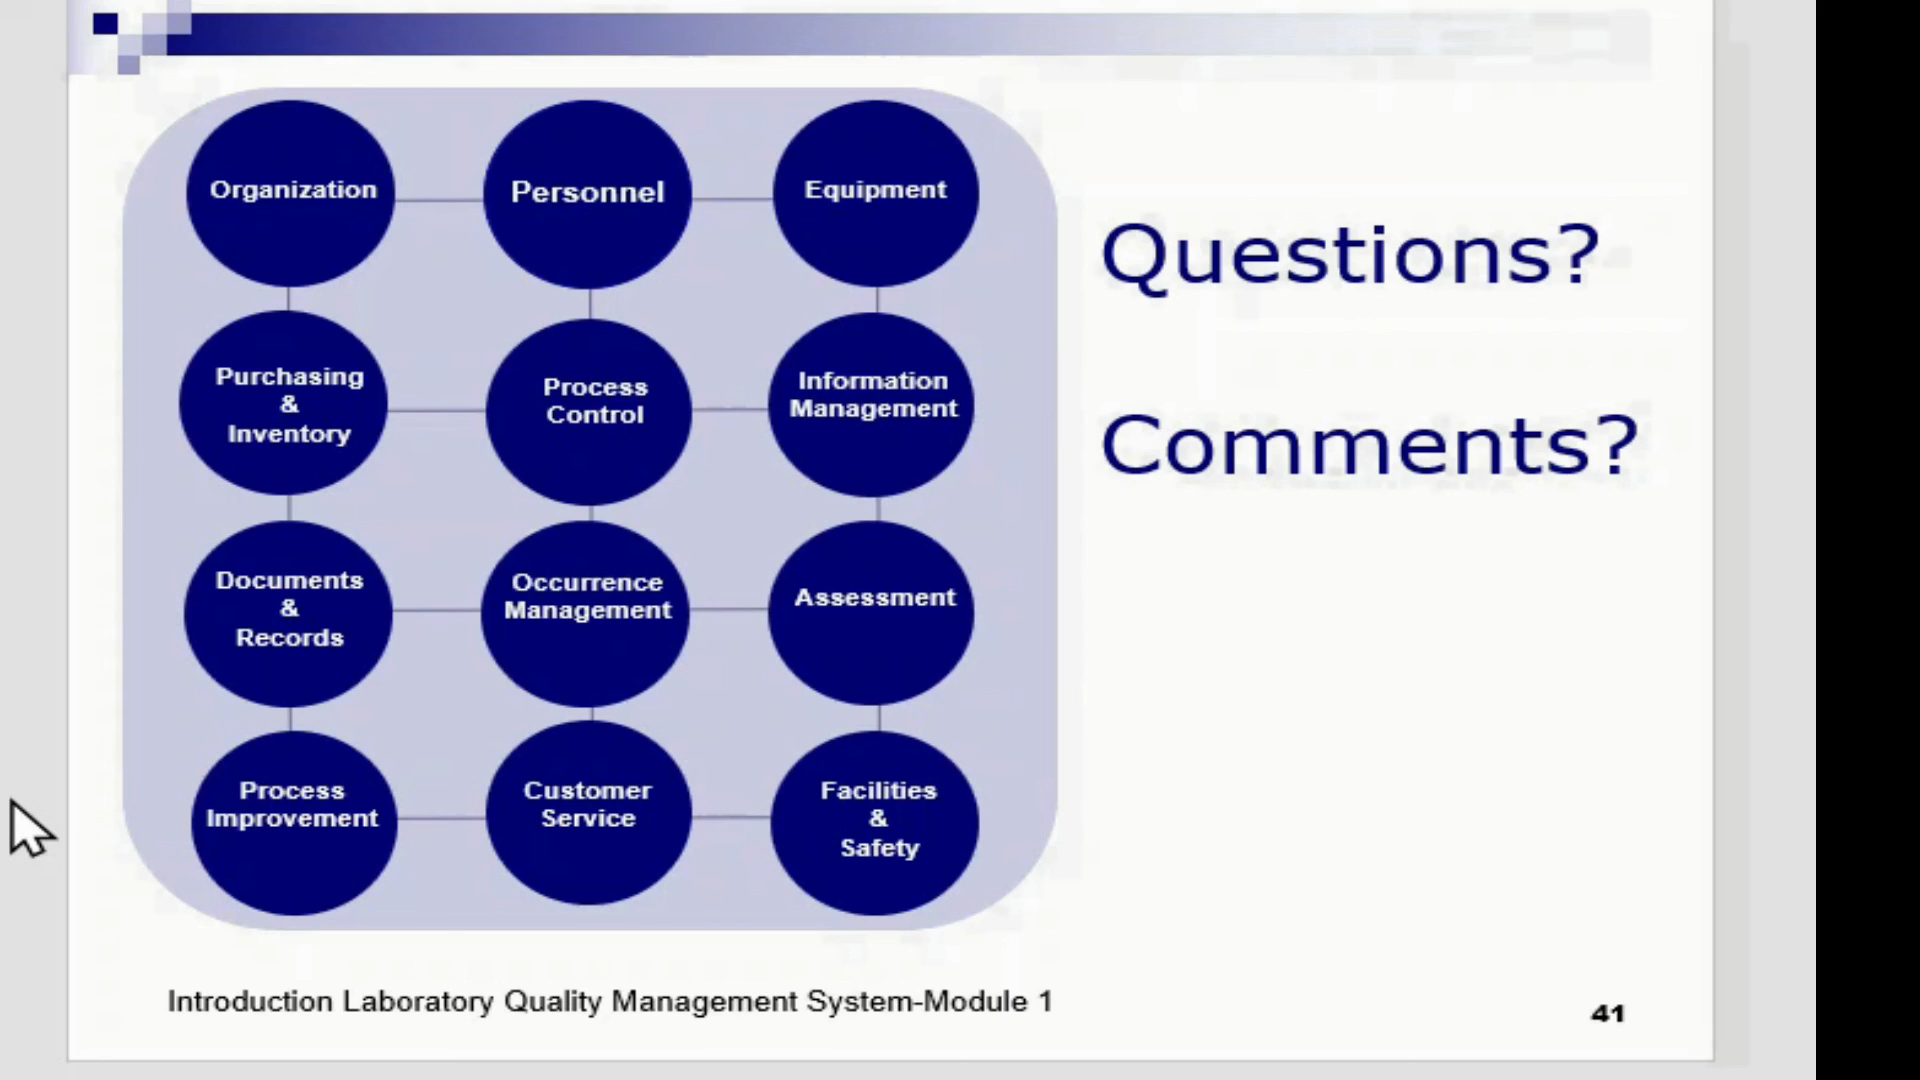 Organization
Personnel
Equipment
Purchasing
&
Inventory
Process
Control
Information
Management
Documents
&
Records
Occurrence
Management
Assessment
Process
Improvement
Customer
Service
Facilities
&
Safety
Questions?
Comments?
Introduction Laboratory Quality Management System-Module 1
41